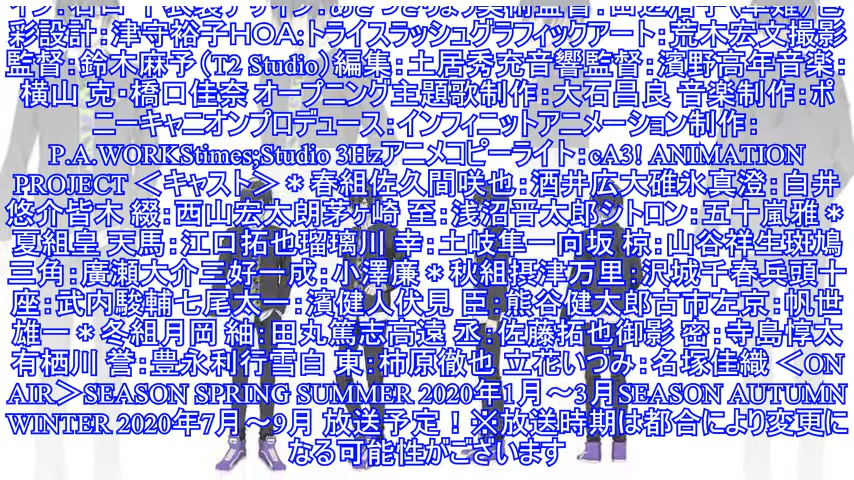 彩設計：津守裕子ＨＯＡ：トライスラッシュグラフィックアート：荒木宏文撮影
監督：鈴木麻予（T2 Studio）編集：土居秀充音響監督：濱野高年音楽：
横山 克・橋口佳奈 オープニング主題歌制作：大石昌良 音楽制作：ポ
ニーキャニオンプロデュース：インフィニットアニメーション制作：
P.A.WORKStimes;Studio 3Hzアニメコピーライト：cA3! ANIMATION
PROJECT ＜キャスト＞ ＊春組佐久間咲也：酒井広大碓氷真澄：白井
悠介皆木 綴：西山宏太朗茅ヶ崎 至：浅沼晋太郎シトロン：五十嵐雅＊
夏組皇 天馬：江口拓也瑠璃川 幸：土岐隼一向坂 椋：山谷祥生斑鳩
三角：廣瀬大介三好一成：小澤廉＊秋組摂津万里：沢城千春兵頭十
座：武内駿輔七尾太一：濱健人伏見 臣：熊谷健太郎古市左京：帆世
雄一＊冬組月岡 紬：田丸篤志高遠 丞：佐藤拓也御影 密：寺島惇太
有栖川 誉：豊永利行雪白 東：柿原徹也 立花いづみ：名塚佳織 ＜ON
AIR＞SEASON SPRING SUMMER 2020年1月～3月SEASON AUTUMN
WINTER 2020年7月～9月 放送予定！※放送時期は都合により変更に
なる可能性がございます